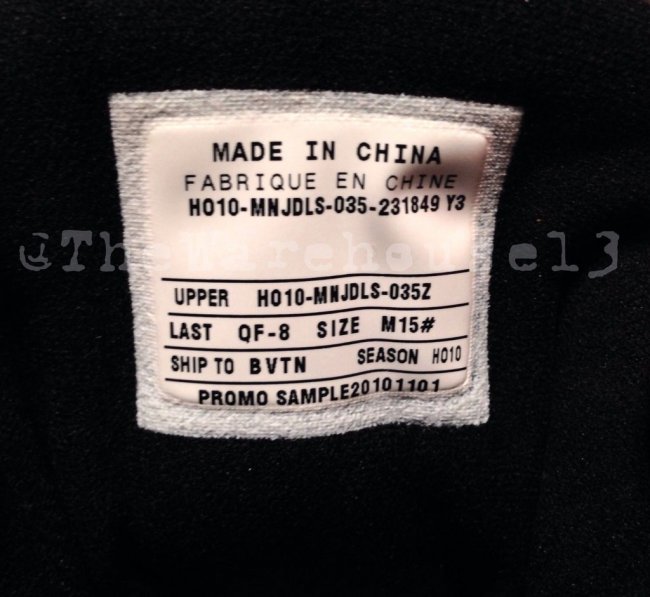 MADE IN CHINA
FABRIQUE EN CHINE
HO10-MNJDLS-035-231849 Y3
@TheWarehouse13
UPPER HO10-MNJDLS-035Z
LAST QF-8 SIZE M15#
SHIP TO BVTN SEASON HO10
PROMO SAMPLE20101101